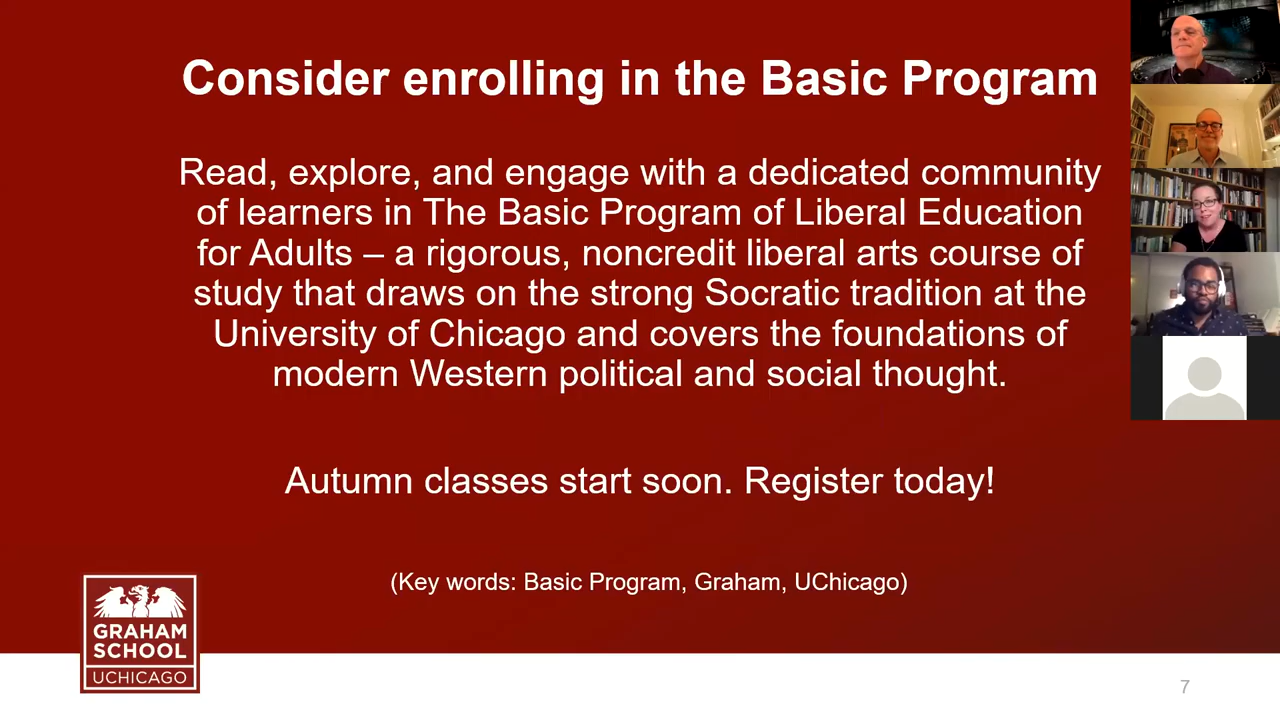 Consider enrolling in the Basic Program
Read, explore, and engage with a dedicated community
of learners in The Basic Program of Liberal Education
for Adults – a rigorous, noncredit liberal arts course of
study that draws on the strong Socratic tradition at the
University of Chicago and covers the foundations of
modern Western political and social thought.
Autumn classes start soon. Register today!
(Key words: Basic Program, Graham, UChicago)
GRAHAM
SCHOOL
UCHICAGO
7